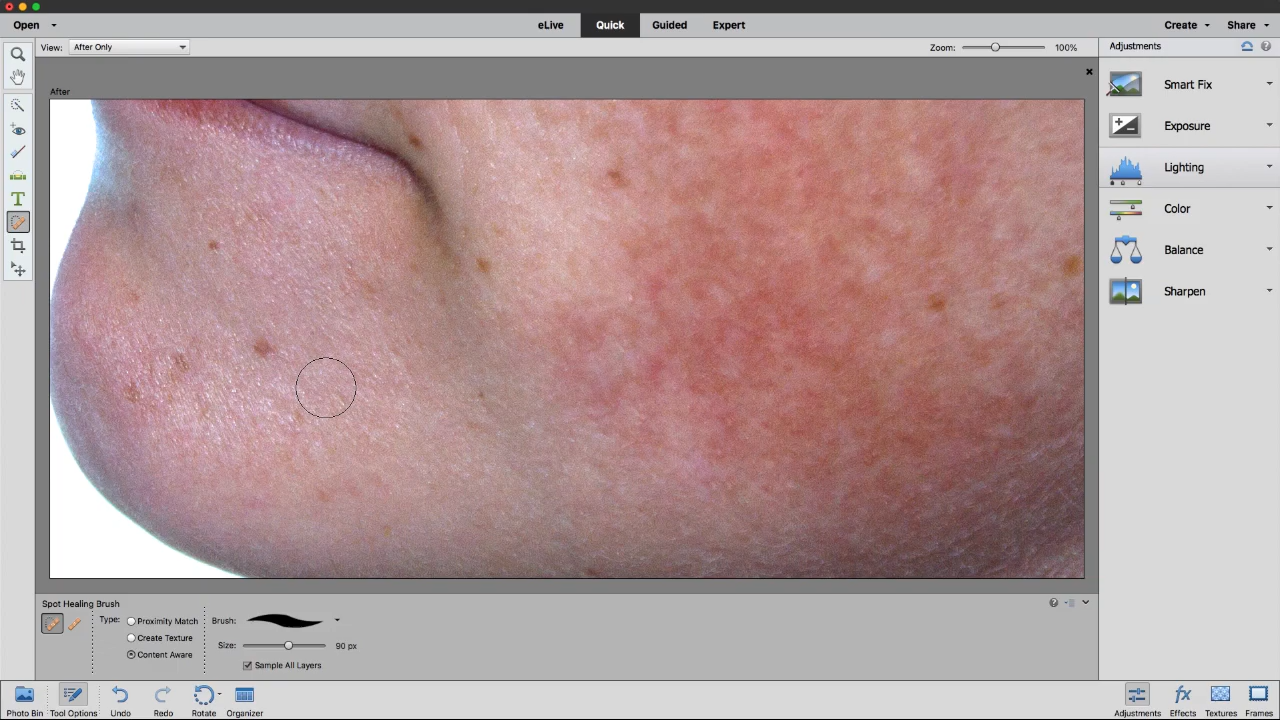 Open
eLive
Quick
Guided
Expert
Create
Share
View:
After Only
Zoom:
100%
Adjustments
After
Smart Fix
Exposure
Lighting
Color
Balance
Sharpen
T
Spot Healing Brush
Type:
Proximity Match
Create Texture
Content Aware
Brush:
Size:
90 px
Sample All Layers
Photo Bin
Tool Options
Undo
Redo
Rotate
Organizer
Adjustments
fx
Effects
Textures
Frames